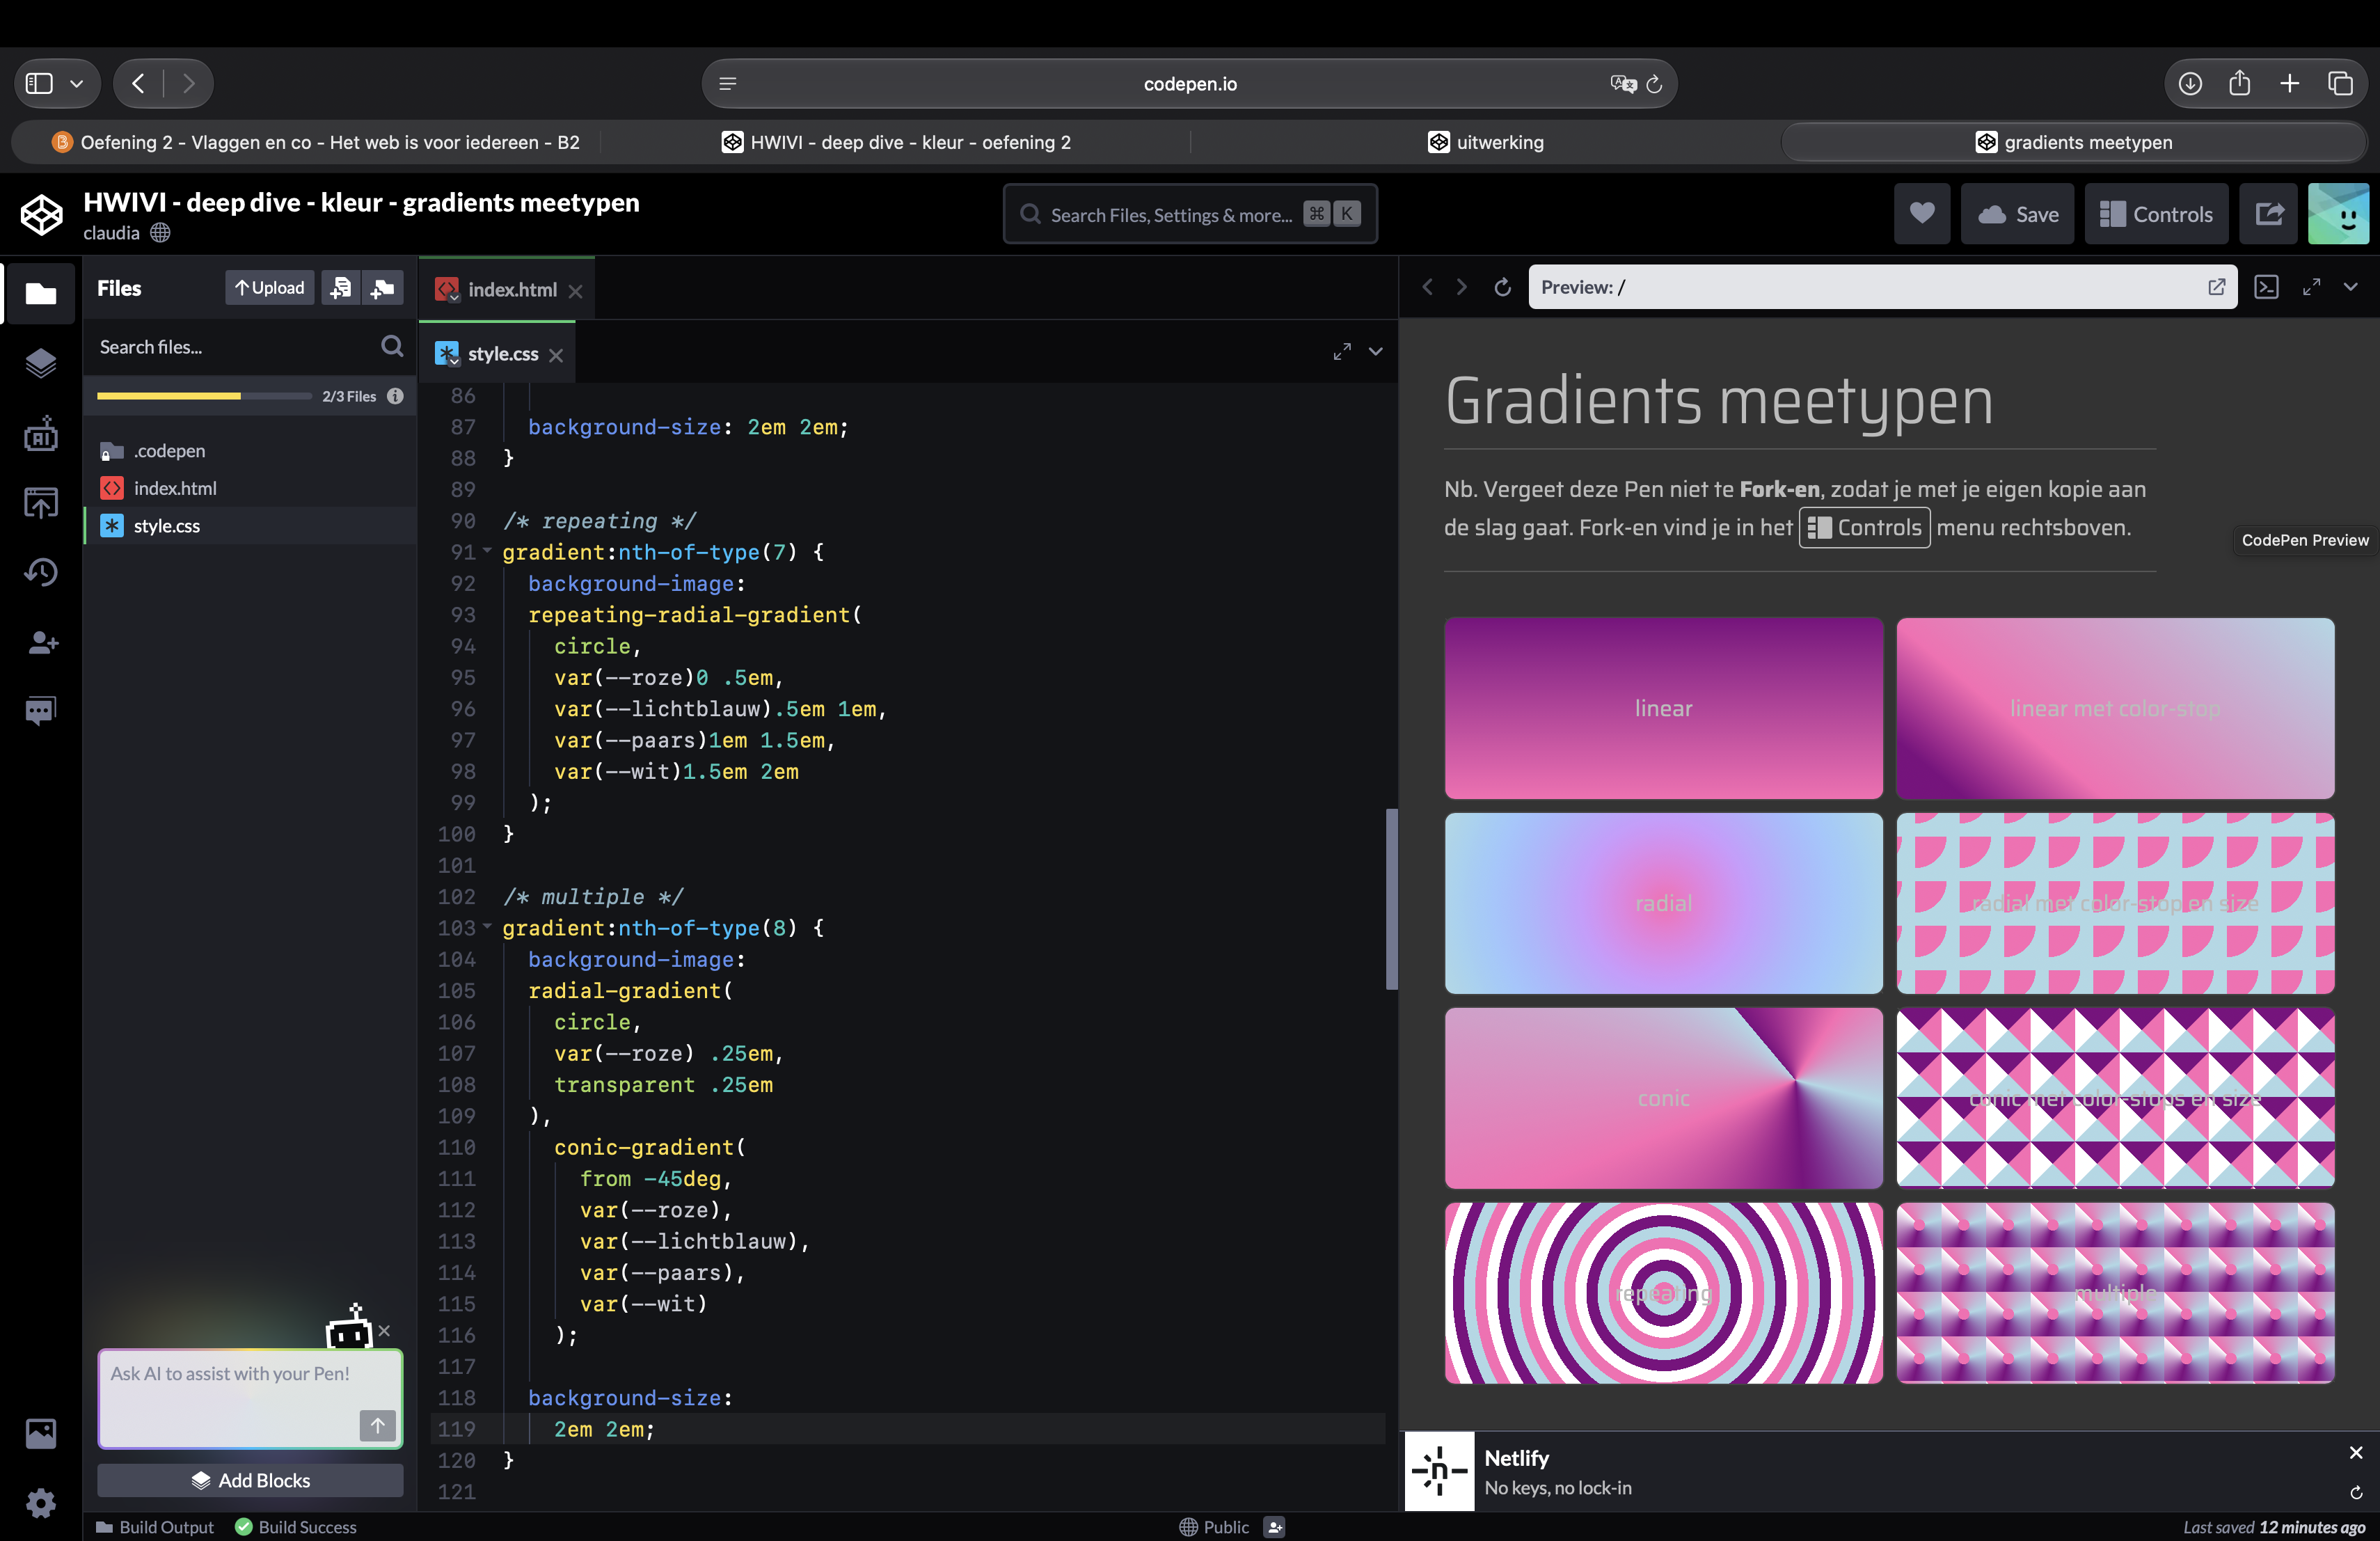 codepen.io
Oefening 2 - Vlaggen en co - Het web is voor iedereen - B2
HWIVI - deep dive - kleur - oefening 2
uitwerking
gradients meetypen
HWIVI - deep dive - kleur - gradients meetypen
claudia
Search Files, Settings & more... ⌘ K
Save
Controls
Files
Upload
Search files...
2/3 Files
.codepen
index.html
style.css
AI
Ask AI to assist with your Pen!
Add Blocks
index.html
style.css
86
87 background-size: 2em 2em;
88 }
89
90 /* repeating */
91 gradient:nth-of-type(7) {
92 background-image:
93 repeating-radial-gradient(
94 circle,
95 var(--roze)0 .5em,
96 var(--lichtblauw).5em 1em,
97 var(--paars)1em 1.5em,
98 var(--wit)1.5em 2em
99 );
100 }
101
102 /* multiple */
103 gradient:nth-of-type(8) {
104 background-image:
105 radial-gradient(
106 circle,
107 var(--roze) .25em,
108 transparent .25em
109 ),
110 conic-gradient(
111 from -45deg,
112 var(--roze),
113 var(--lichtblauw),
114 var(--paars),
115 var(--wit)
116 );
117
118 background-size:
119 2em 2em;
120 }
121
Preview: /
Gradients meetypen
Nb. Vergeet deze Pen niet te Fork-en, zodat je met je eigen kopie aan
de slag gaat. Fork-en vind je in het Controls menu rechtsboven.
CodePen Preview
linear
linear met color-stop
radial
radial met color-stop en size
conic
conic met color-stops en size
repeating
multiple
n
Netlify
No keys, no lock-in
Build Output
Build Success
Public
Last saved 12 minutes ago